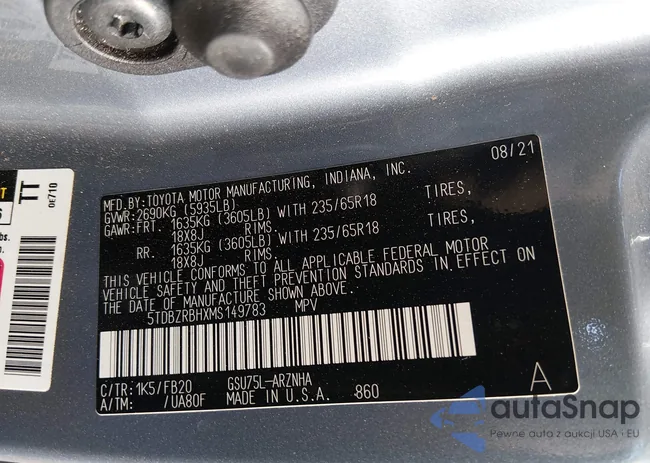 08/21
MFD.BY:TOYOTA MOTOR MANUFACTURING, INDIANA, INC.
GVWR:2690KG (5935LB)
GAWR:FRT. 1635KG (3605LB) WITH 235/65R18 TIRES,
18X8J RIMS.
RR. 1635KG (3605LB) WITH 235/65R18 TIRES,
18X8J RIMS.
THIS VEHICLE CONFORMS TO ALL APPLICABLE FEDERAL MOTOR
VEHICLE SAFETY AND THEFT PREVENTION STANDARDS IN EFFECT ON
THE DATE OF MANUFACTURE SHOWN ABOVE.
5TDBZRBHXMS149783 MPV
C/TR:1K5/FB20 GSU75L-ARZNHA
A/TM: /UA80F MADE IN U.S.A. 860
A
TT
0E710
autaSnap
Pewne auta z aukcji USA · EU